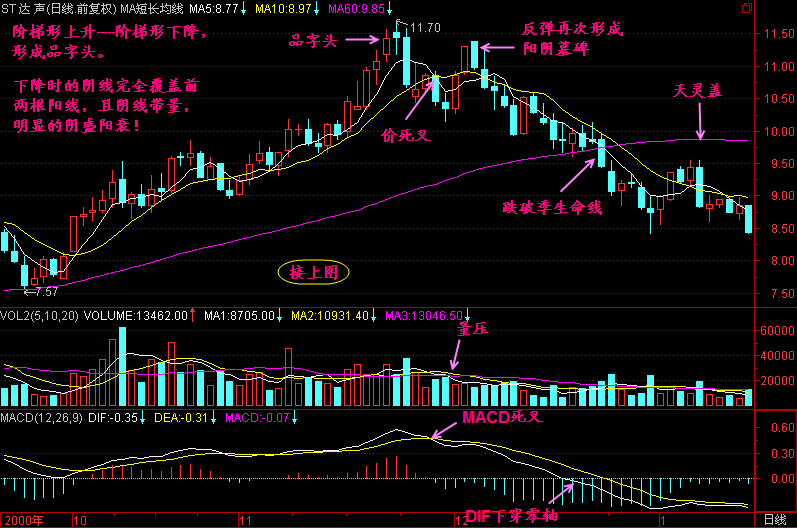 ST达 声(日线.前复权) MA短长均线 MA5:8.77↓ MA10:8.97↓ MA60:9.85↓
阶梯形上升—阶梯形下降，
形成品字头。
下降时的阴线完全覆盖前
两根阳线，且阴线带量，
明显的阴盛阳衰！
品字头
11.70
反弹再次形成
阳阴墓碑
价死叉
天灵盖
跌破季生命线
接上图
7.57
11.50
11.00
10.50
10.00
9.50
9.00
8.50
8.00
7.50
VOL2(5,10,20) VOLUME:13462.00↑ MA1:8705.00↓ MA2:10931.40↓ MA3:13046.50↓
量压
60000
40000
20000
MACD(12,26,9) DIF:-0.35↓ DEA:-0.31↓ MACD:-0.07↓
MACD死叉
DIF下穿零轴
0.60
0.30
0.00
2000年 10 11 12 1 日线